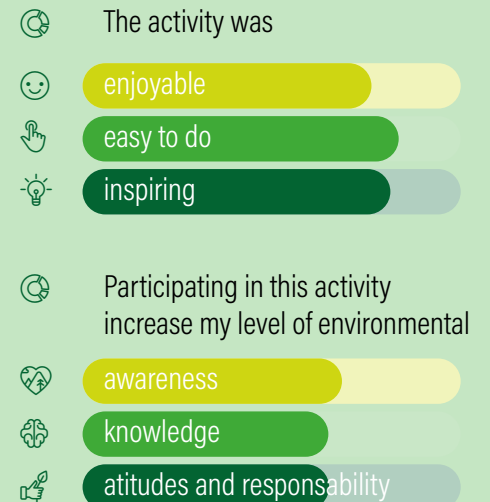 The activity was
enjoyable
easy to do
inspiring
Participating in this activity
increase my level of environmental
awareness
knowledge
atitudes and responsability